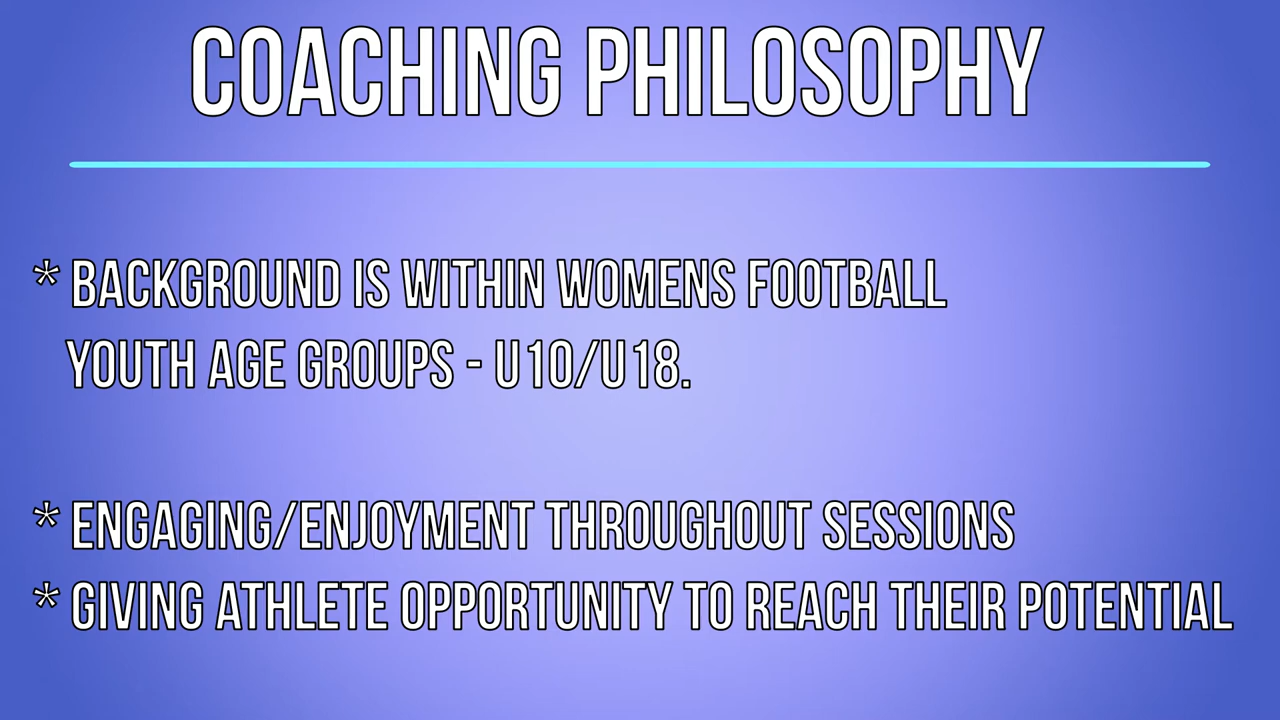 COACHING PHILOSOPHY
* BACKGROUND IS WITHIN WOMENS FOOTBALL
YOUTH AGE GROUPS - U10/U18.
* ENGAGING/ENJOYMENT THROUGHOUT SESSIONS
* GIVING ATHLETE OPPORTUNITY TO REACH THEIR POTENTIAL